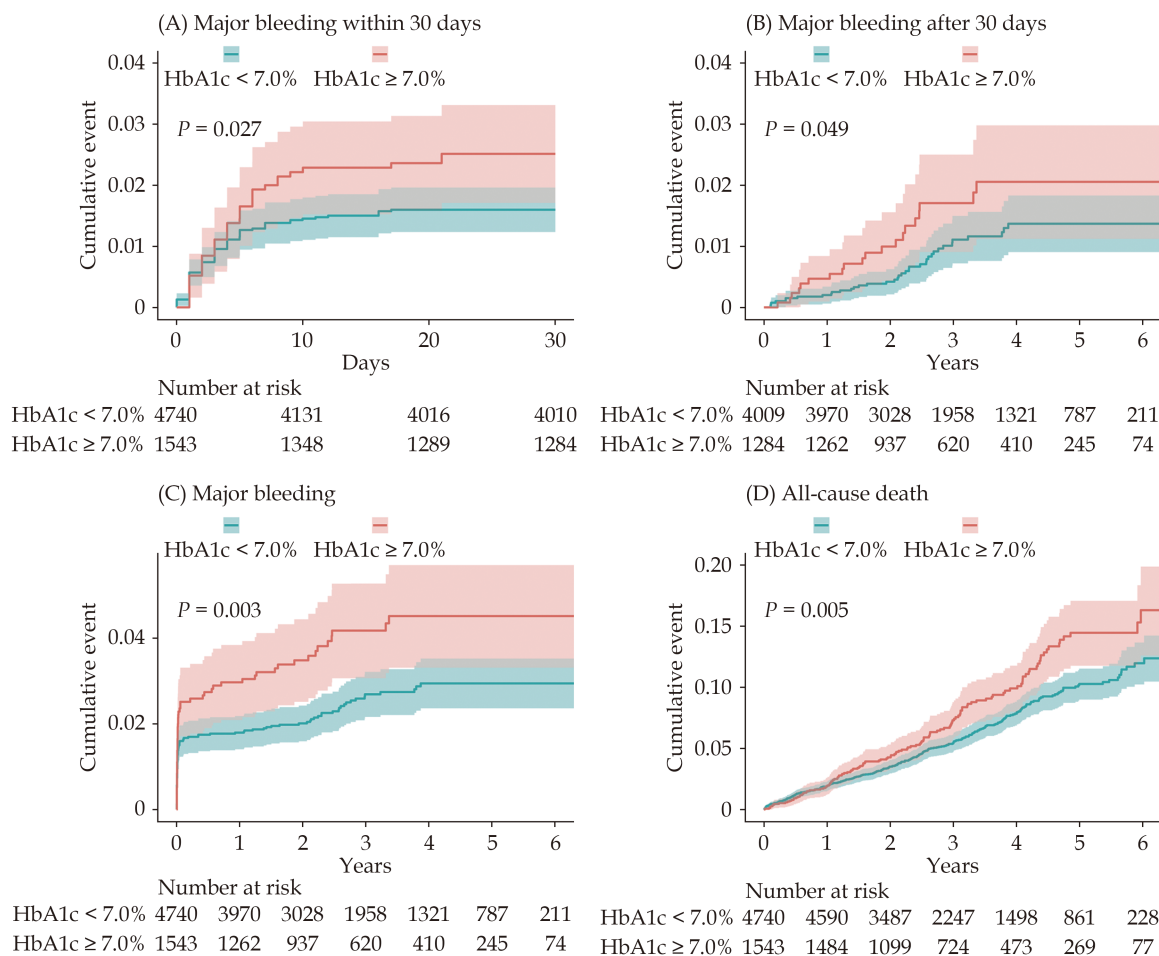 (A) Major bleeding within 30 days
HbA1c < 7.0% HbA1c ≥ 7.0%
P = 0.027
Cumulative event
0.04
0.03
0.02
0.01
0
0 10 20 30
Days
Number at risk
HbA1c < 7.0% 4740 4131 4016 4010
HbA1c ≥ 7.0% 1543 1348 1289 1284
(B) Major bleeding after 30 days
HbA1c < 7.0% HbA1c ≥ 7.0%
P = 0.049
Cumulative event
0.04
0.03
0.02
0.01
0
0 1 2 3 4 5 6
Years
Number at risk
HbA1c < 7.0% 4009 3970 3028 1958 1321 787 211
HbA1c ≥ 7.0% 1284 1262 937 620 410 245 74
(C) Major bleeding
HbA1c < 7.0% HbA1c ≥ 7.0%
P = 0.003
Cumulative event
0.04
0.02
0
0 1 2 3 4 5 6
Years
Number at risk
HbA1c < 7.0% 4740 3970 3028 1958 1321 787 211
HbA1c ≥ 7.0% 1543 1262 937 620 410 245 74
(D) All-cause death
HbA1c < 7.0% HbA1c ≥ 7.0%
P = 0.005
Cumulative event
0.20
0.15
0.10
0.05
0
0 1 2 3 4 5 6
Years
Number at risk
HbA1c < 7.0% 4740 4590 3487 2247 1498 861 228
HbA1c ≥ 7.0% 1543 1484 1099 724 473 269 77